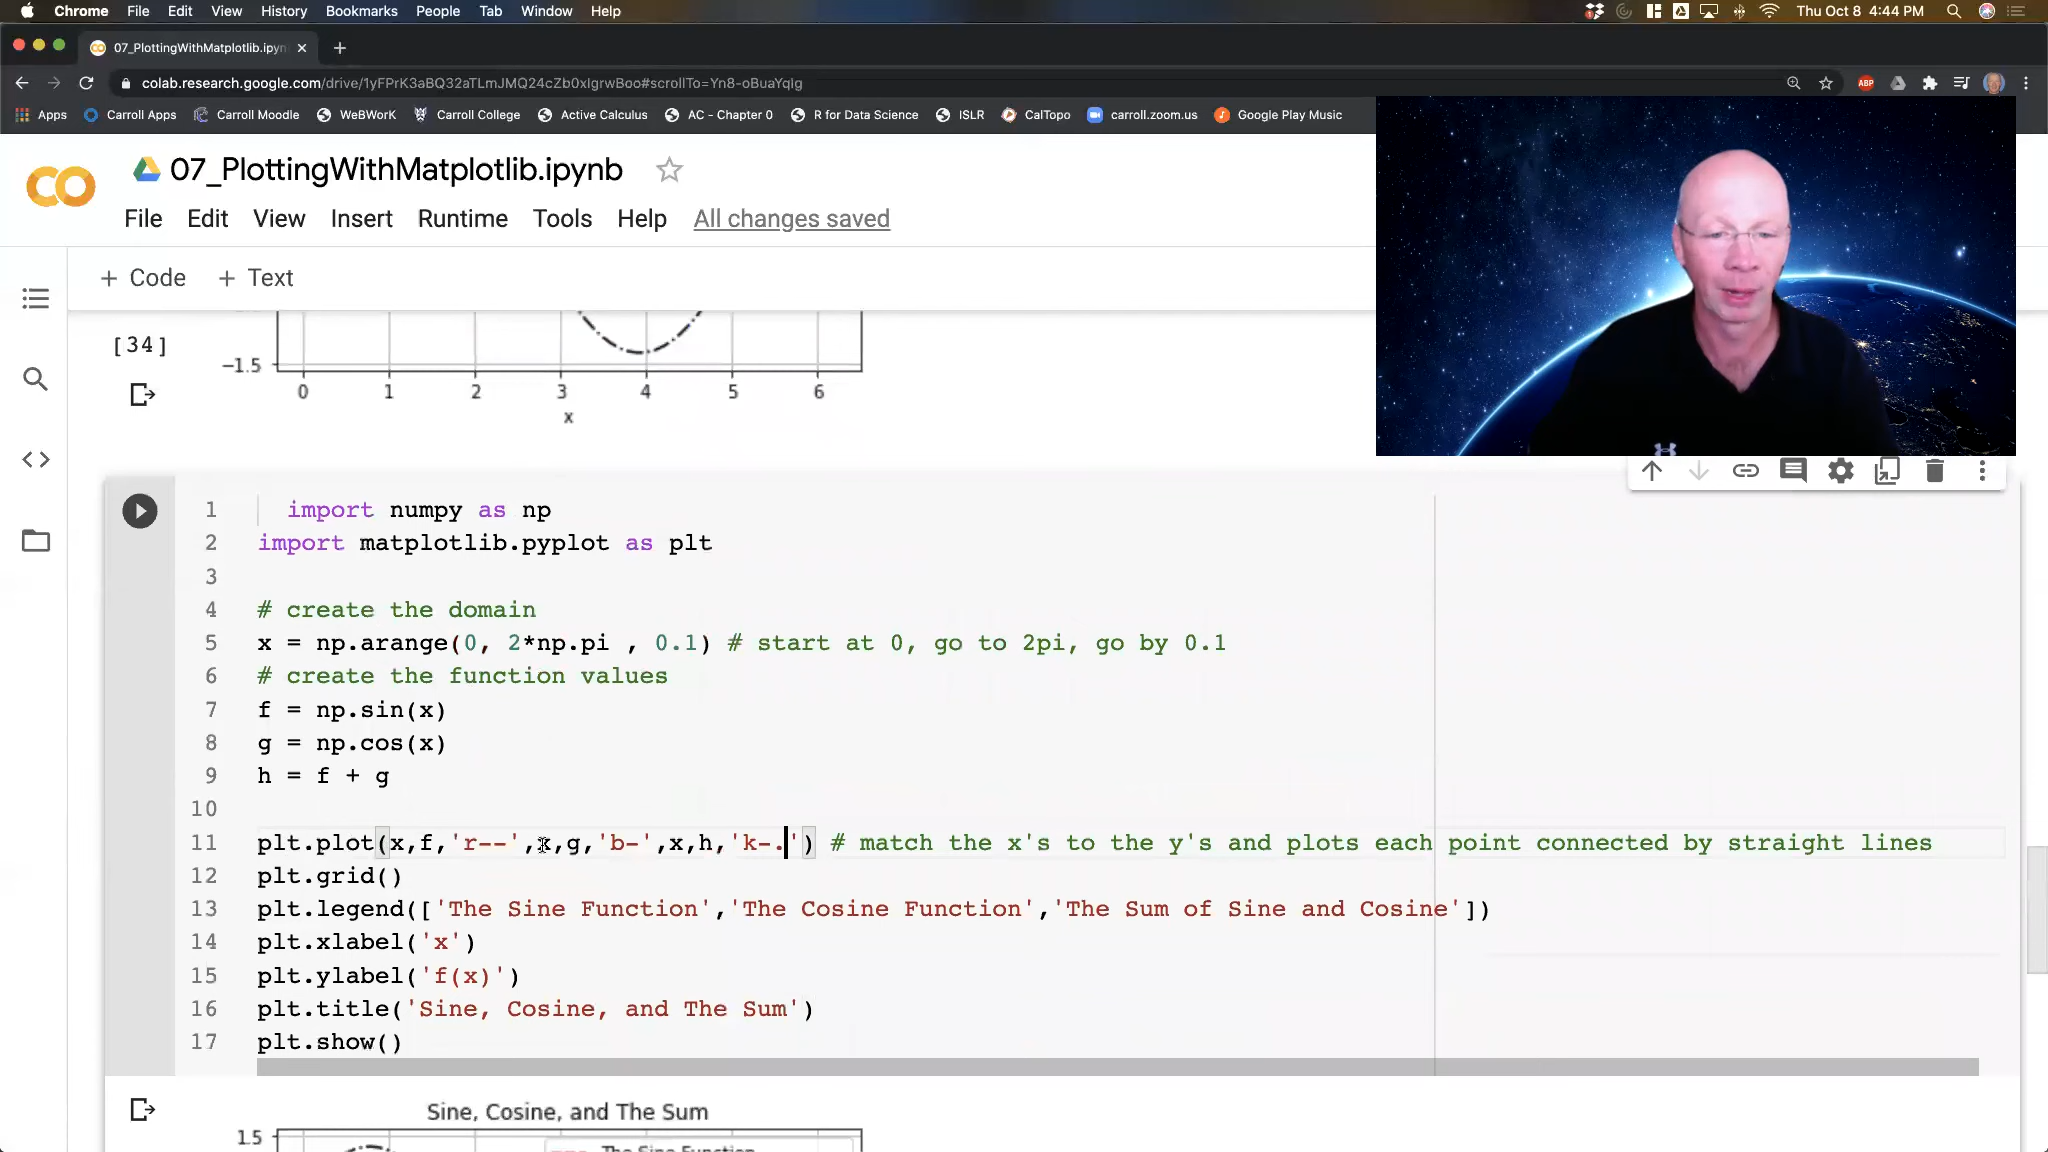 Chrome File Edit View History Bookmarks People Tab Window Help Thu Oct 8 4:44 PM
07_PlottingWithMatplotlib.ipyn
colab.research.google.com/drive/1yFPrK3aBQ32aTLmJMQ24cZb0xIgrwBoo#scrollTo=Yn8-oBuaYqIg ABP
Apps Carroll Apps Carroll Moodle WeBWorK Carroll College Active Calculus AC - Chapter 0 R for Data Science ISLR CalTopo carroll.zoom.us Google Play Music
CO 07_PlottingWithMatplotlib.ipynb
File Edit View Insert Runtime Tools Help All changes saved
+ Code + Text
[34]
−1.5
0 1 2 3 4 5 6
x
1 import numpy as np
2 import matplotlib.pyplot as plt
3
4 # create the domain
5 x = np.arange(0, 2*np.pi , 0.1) # start at 0, go to 2pi, go by 0.1
6 # create the function values
7 f = np.sin(x)
8 g = np.cos(x)
9 h = f + g
10
11 plt.plot(x,f,'r--',x,g,'b-',x,h,'k-.') # match the x's to the y's and plots each point connected by straight lines
12 plt.grid()
13 plt.legend(['The Sine Function','The Cosine Function','The Sum of Sine and Cosine'])
14 plt.xlabel('x')
15 plt.ylabel('f(x)')
16 plt.title('Sine, Cosine, and The Sum')
17 plt.show()
Sine, Cosine, and The Sum
1.5
The Sine Function